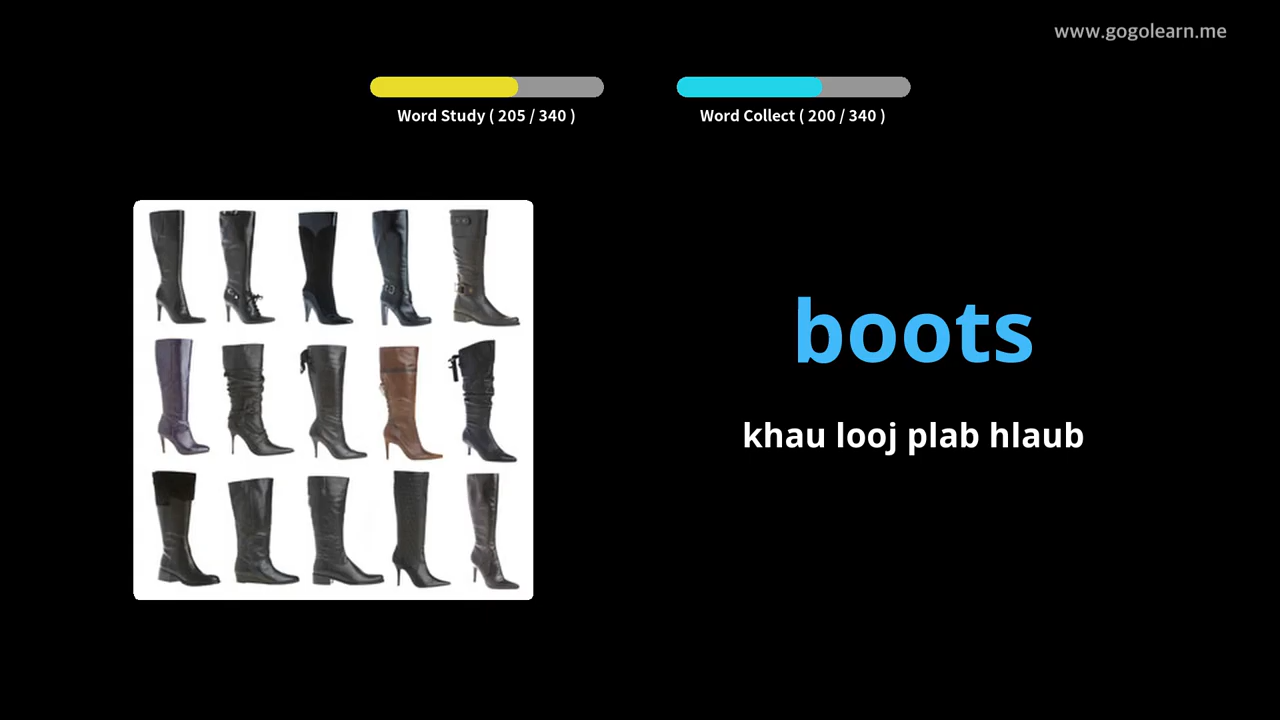 www.gogolearn.me
Word Study ( 205 / 340 )
Word Collect ( 200 / 340 )
boots
khau looj plab hlaub